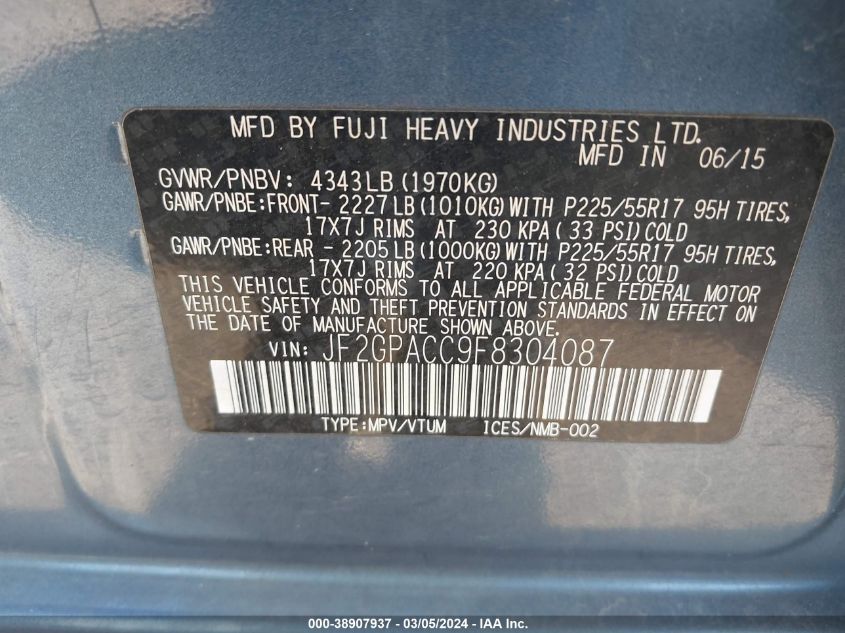 MFD BY FUJI HEAVY INDUSTRIES LTD.
MFD IN 06/15
GVWR/PNBV: 4343LB (1970KG)
GAWR/PNBE:FRONT- 2227LB (1010KG) WITH P225/55R17 95H TIRES,
17X7J RIMS AT 230 KPA (33 PSI) COLD
GAWR/PNBE:REAR - 2205LB (1000KG) WITH P225/55R17 95H TIRES,
17X7J RIMS AT 220 KPA (32 PSI) COLD
THIS VEHICLE CONFORMS TO ALL APPLICABLE FEDERAL MOTOR
VEHICLE SAFETY AND THEFT PREVENTION STANDARDS IN EFFECT ON
THE DATE OF MANUFACTURE SHOWN ABOVE.
VIN: JF2GPACC9F8304087
TYPE:MPV/VTUM ICES/NMB-002
000-38907937 - 03/05/2024 - IAA Inc.